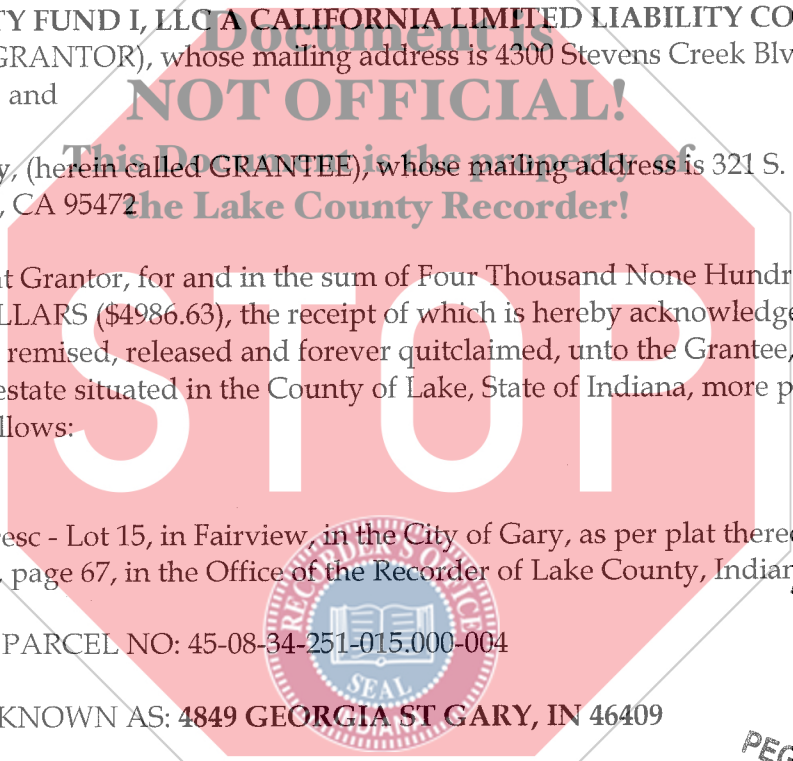 TY FUND I, LLC A CALIFORNIA LIMITED LIABILITY CO
Document is
GRANTOR), whose mailing address is 4300 Stevens Creek Blv
and
NOT OFFICIAL!
This Document is the property of
y, (herein called GRANTEE), whose mailing address is 321 S.
, CA 95472
the Lake County Recorder!
t Grantor, for and in the sum of Four Thousand None Hundr
LLARS ($4986.63), the receipt of which is hereby acknowledge
remised, released and forever quitclaimed, unto the Grantee,
estate situated in the County of Lake, State of Indiana, more p
llows:
STOP
esc - Lot 15, in Fairview, in the City of Gary, as per plat there
, page 67, in the Office of the Recorder of Lake County, Indian
RECORDER'S OFFICE
PARCEL NO: 45-08-34-251-015.000-004
SEAL
INDIANA
KNOWN AS: 4849 GEORGIA ST GARY, IN 46409
PEG